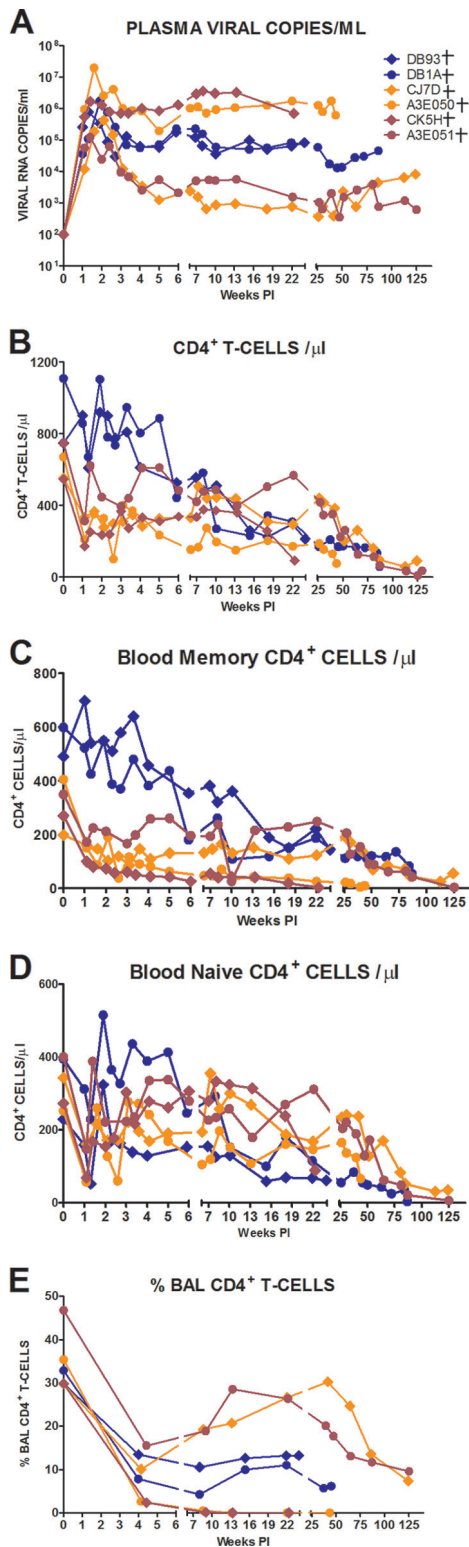 A PLASMA VIRAL COPIES/ML
VIRAL RNA COPIES/ml
10⁸
10⁷
10⁶
10⁵
10⁴
10³
10²
10¹
DB93†
DB1A†
CJ7D†
A3E050†
CK5H†
A3E051†
0 1 2 3 4 5 6 7 10 13 16 19 22 25 50 75 100 125
Weeks PI
B CD4⁺ T-CELLS /µl
CD4⁺ T-CELLS /µl
1200
800
400
0
0 1 2 3 4 5 6 7 10 13 16 19 22 25 50 75 100 125
Weeks PI
C Blood Memory CD4⁺ CELLS /µl
CD4⁺ CELLS/µl
800
600
400
200
0
0 1 2 3 4 5 6 7 10 13 16 19 22 25 50 75 100 125
Weeks PI
D Blood Naive CD4⁺ CELLS /µl
CD4⁺ CELLS/µl
600
400
200
0
0 1 2 3 4 5 6 7 10 13 16 19 22 25 50 75 100 125
Weeks PI
E % BAL CD4⁺ T-CELLS
% BAL CD4⁺ T-CELLS
50
40
30
20
10
0
0 1 2 3 4 5 6 7 10 13 16 19 22 25 50 75 100 125
Weeks PI